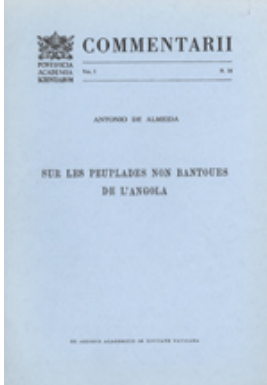 COMMENTARII
PONTIFICIA
ACADEMIA
SCIENTIARVM
Vol. I
ANTONIO DE ALMEIDA
SUR LES PEUPLADES NON BANTOUES
DE L'ANGOLA
EX AEDIBVS ACADEMICIS IN CIVITATE VATICANA